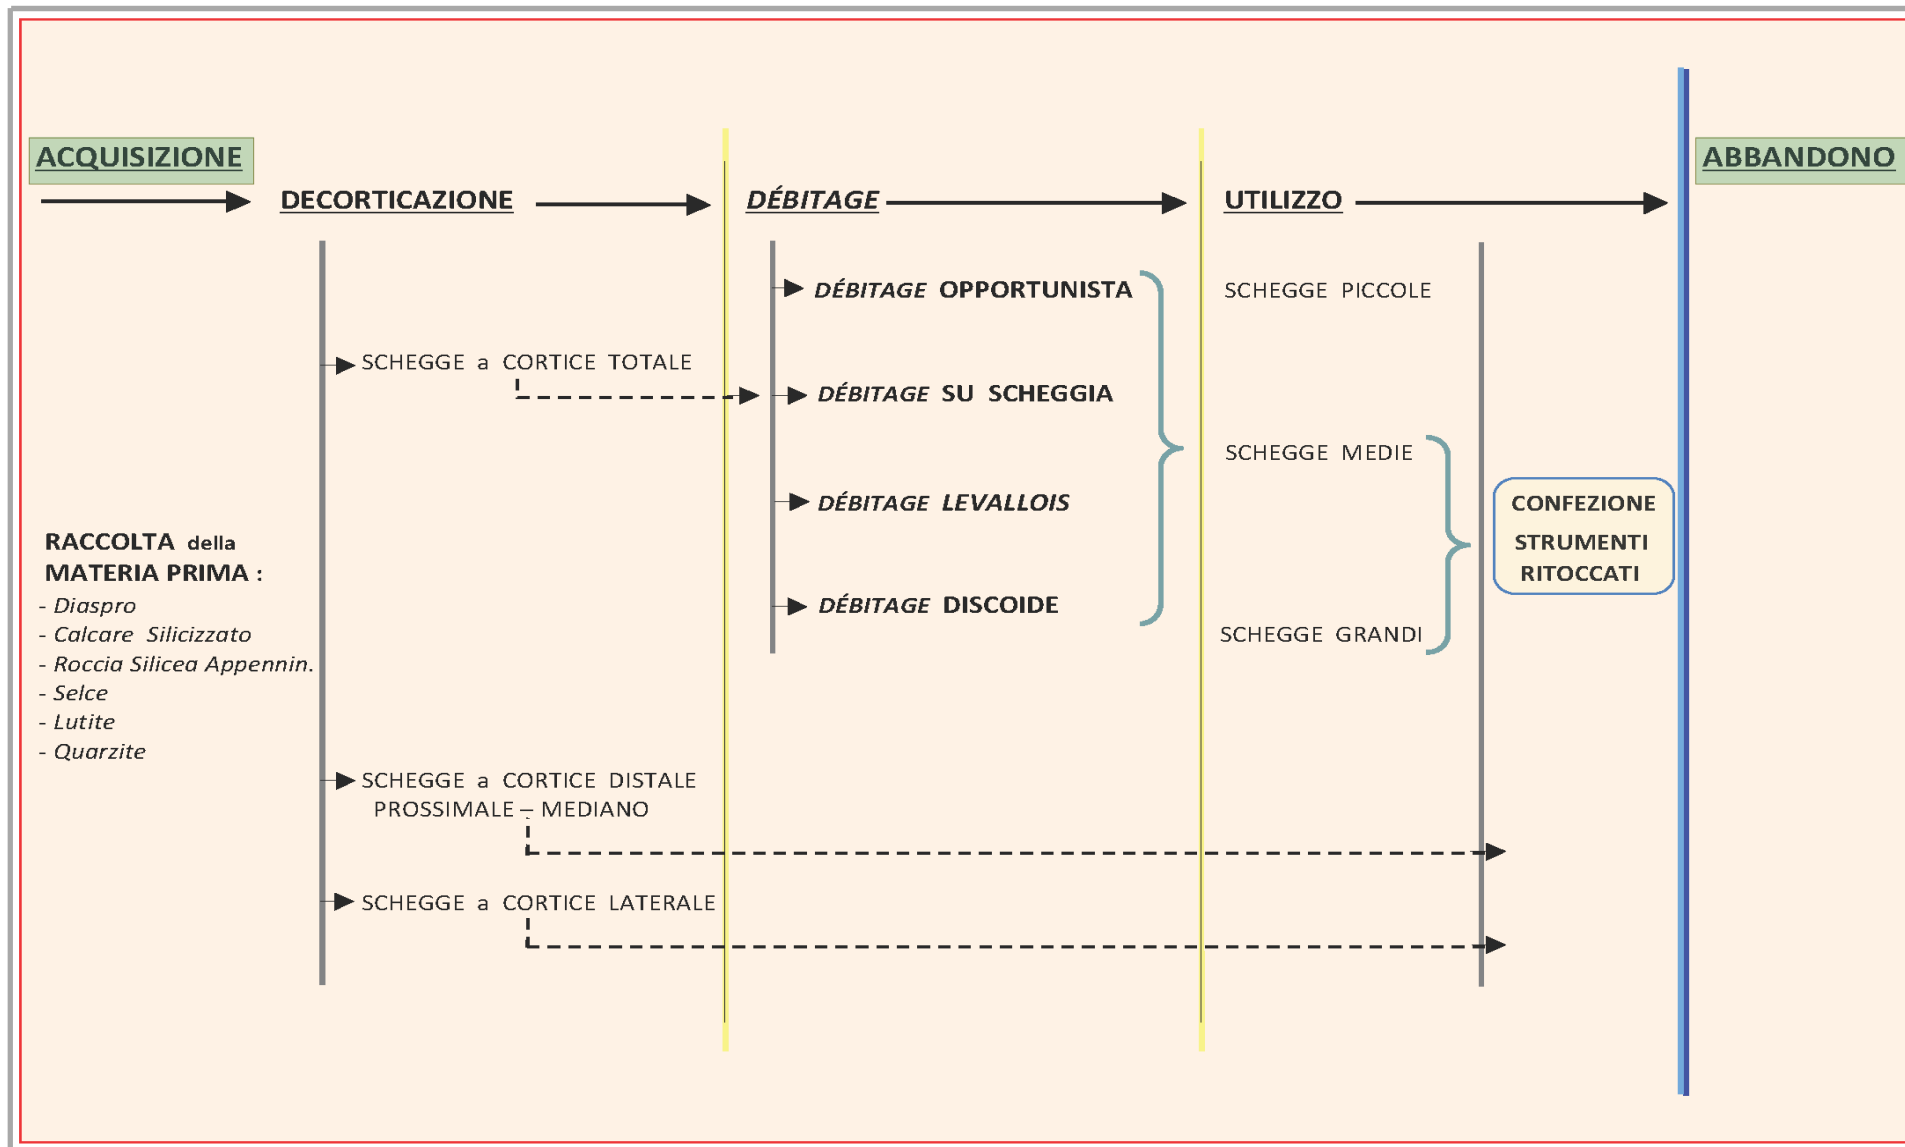 ACQUISIZIONE
DECORTICAZIONE
DÉBITAGE
UTILIZZO
ABBANDONO
RACCOLTA della
MATERIA PRIMA :
- Diaspro
- Calcare Silicizzato
- Roccia Silicea Appennin.
- Selce
- Lutite
- Quarzite
SCHEGGE a CORTICE TOTALE
SCHEGGE a CORTICE DISTALE
PROSSIMALE – MEDIANO
SCHEGGE a CORTICE LATERALE
DÉBITAGE OPPORTUNISTA
DÉBITAGE SU SCHEGGIA
DÉBITAGE LEVALLOIS
DÉBITAGE DISCOIDE
SCHEGGE PICCOLE
SCHEGGE MEDIE
SCHEGGE GRANDI
CONFEZIONE
STRUMENTI
RITOCCATI